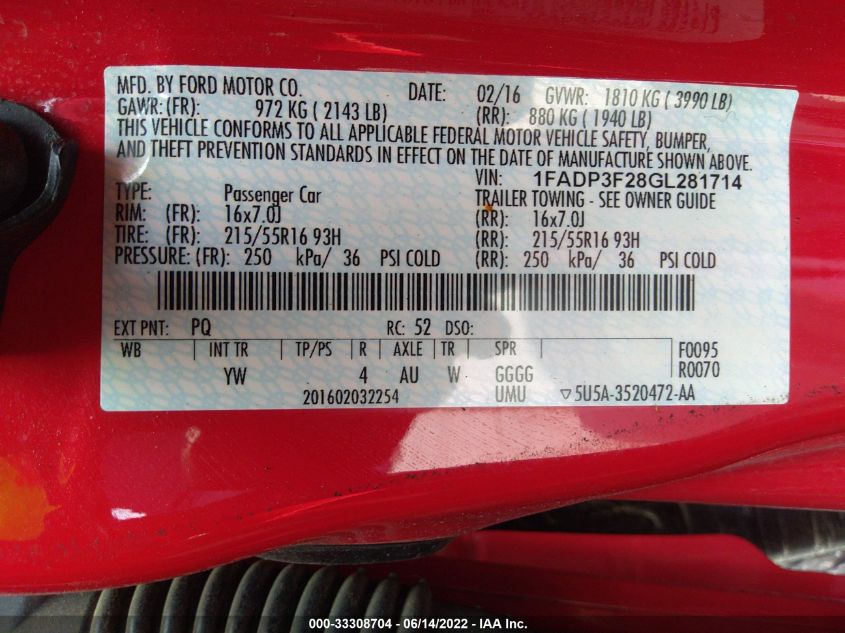 MFD. BY FORD MOTOR CO. DATE: 02/16 GVWR: 1810 KG ( 3990 LB)
GAWR: (FR): 972 KG ( 2143 LB) (RR): 880 KG ( 1940 LB)
THIS VEHICLE CONFORMS TO ALL APPLICABLE FEDERAL MOTOR VEHICLE SAFETY, BUMPER,
AND THEFT PREVENTION STANDARDS IN EFFECT ON THE DATE OF MANUFACTURE SHOWN ABOVE.
VIN: 1FADP3F28GL281714
TYPE: Passenger Car TRAILER TOWING - SEE OWNER GUIDE
RIM: (FR): 16x7.0J (RR): 16x7.0J
TIRE: (FR): 215/55R16 93H (RR): 215/55R16 93H
PRESSURE: (FR): 250 kPa/ 36 PSI COLD (RR): 250 kPa/ 36 PSI COLD
EXT PNT: PQ RC: 52 DSO:
WB INT TR TP/PS R AXLE TR SPR F0095
YW 4 AU W GGGG R0070
201602032254 UMU ▽5U5A-3520472-AA
000-33308704 - 06/14/2022 - IAA Inc.